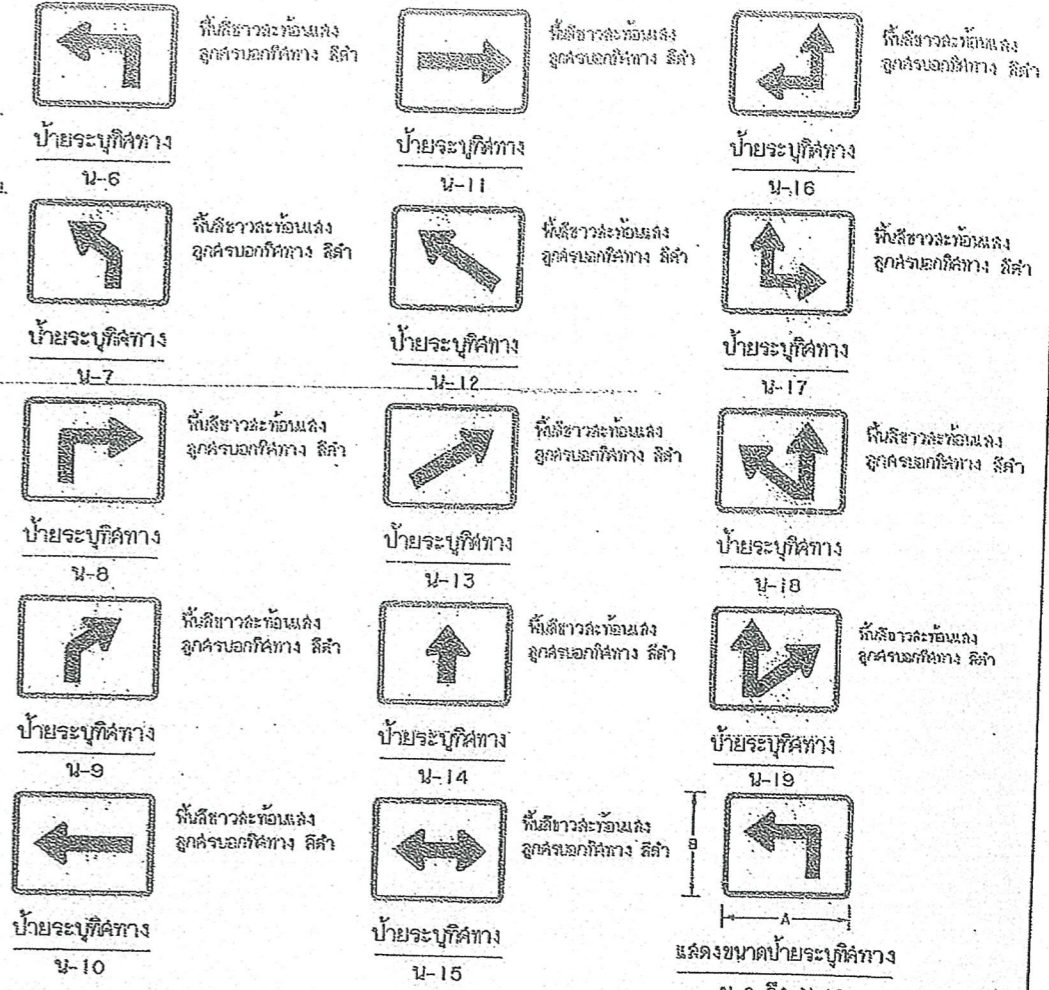 พื้นสีขาวสะท้อนแสง
ลูกศรบอกทิศทาง สีดำ
ป้ายระบุทิศทาง
น-6
พื้นสีขาวสะท้อนแสง
ลูกศรบอกทิศทาง สีดำ
ป้ายระบุทิศทาง
น-11
พื้นสีขาวสะท้อนแสง
ลูกศรบอกทิศทาง สีดำ
ป้ายระบุทิศทาง
น-16
พื้นสีขาวสะท้อนแสง
ลูกศรบอกทิศทาง สีดำ
ป้ายระบุทิศทาง
น-7
พื้นสีขาวสะท้อนแสง
ลูกศรบอกทิศทาง สีดำ
ป้ายระบุทิศทาง
น-12
พื้นสีขาวสะท้อนแสง
ลูกศรบอกทิศทาง สีดำ
ป้ายระบุทิศทาง
น-17
พื้นสีขาวสะท้อนแสง
ลูกศรบอกทิศทาง สีดำ
ป้ายระบุทิศทาง
น-8
พื้นสีขาวสะท้อนแสง
ลูกศรบอกทิศทาง สีดำ
ป้ายระบุทิศทาง
น-13
พื้นสีขาวสะท้อนแสง
ลูกศรบอกทิศทาง สีดำ
ป้ายระบุทิศทาง
น-18
พื้นสีขาวสะท้อนแสง
ลูกศรบอกทิศทาง สีดำ
ป้ายระบุทิศทาง
น-9
พื้นสีขาวสะท้อนแสง
ลูกศรบอกทิศทาง สีดำ
ป้ายระบุทิศทาง
น-14
พื้นสีขาวสะท้อนแสง
ลูกศรบอกทิศทาง สีดำ
ป้ายระบุทิศทาง
น-19
พื้นสีขาวสะท้อนแสง
ลูกศรบอกทิศทาง สีดำ
ป้ายระบุทิศทาง
น-10
พื้นสีขาวสะท้อนแสง
ลูกศรบอกทิศทาง สีดำ
ป้ายระบุทิศทาง
น-15
B
A
แสดงขนาดป้ายระบุทิศทาง